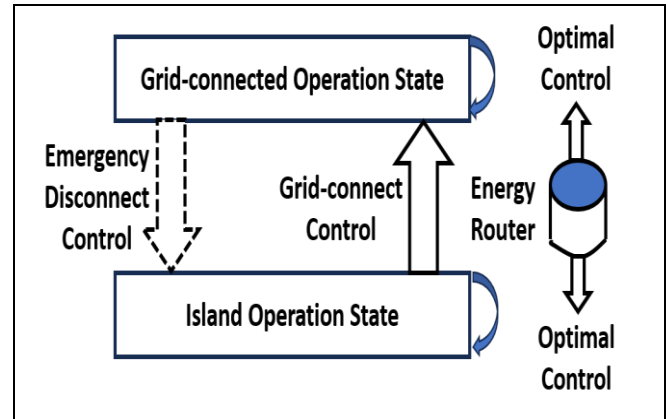 Grid-connected Operation State
Optimal
Control
Emergency
Disconnect
Control
Grid-connect
Control
Energy
Router
Island Operation State
Optimal
Control